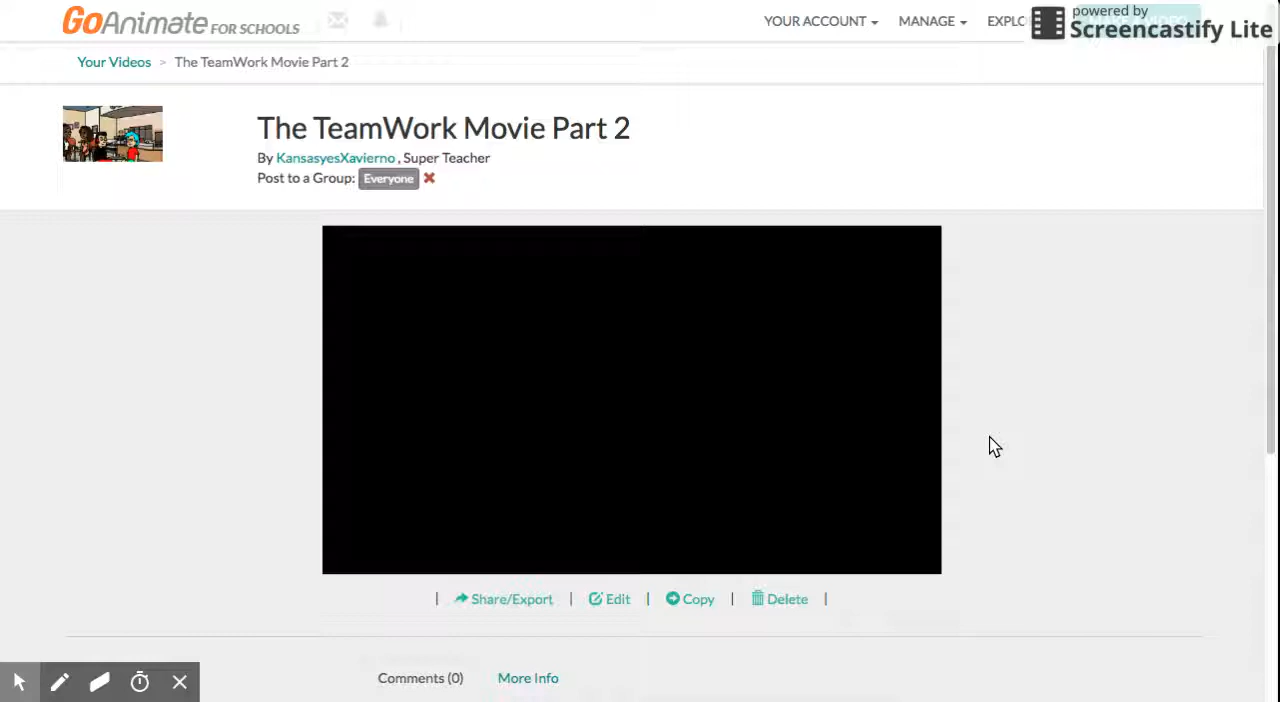 GoAnimate FOR SCHOOLS
YOUR ACCOUNT MANAGE
powered by
Screencastify Lite
Your Videos > The TeamWork Movie Part 2
The TeamWork Movie Part 2
By KansasyesXavierno , Super Teacher
Post to a Group: Everyone
| Share/Export | Edit | Copy | Delete |
Comments (0) More Info